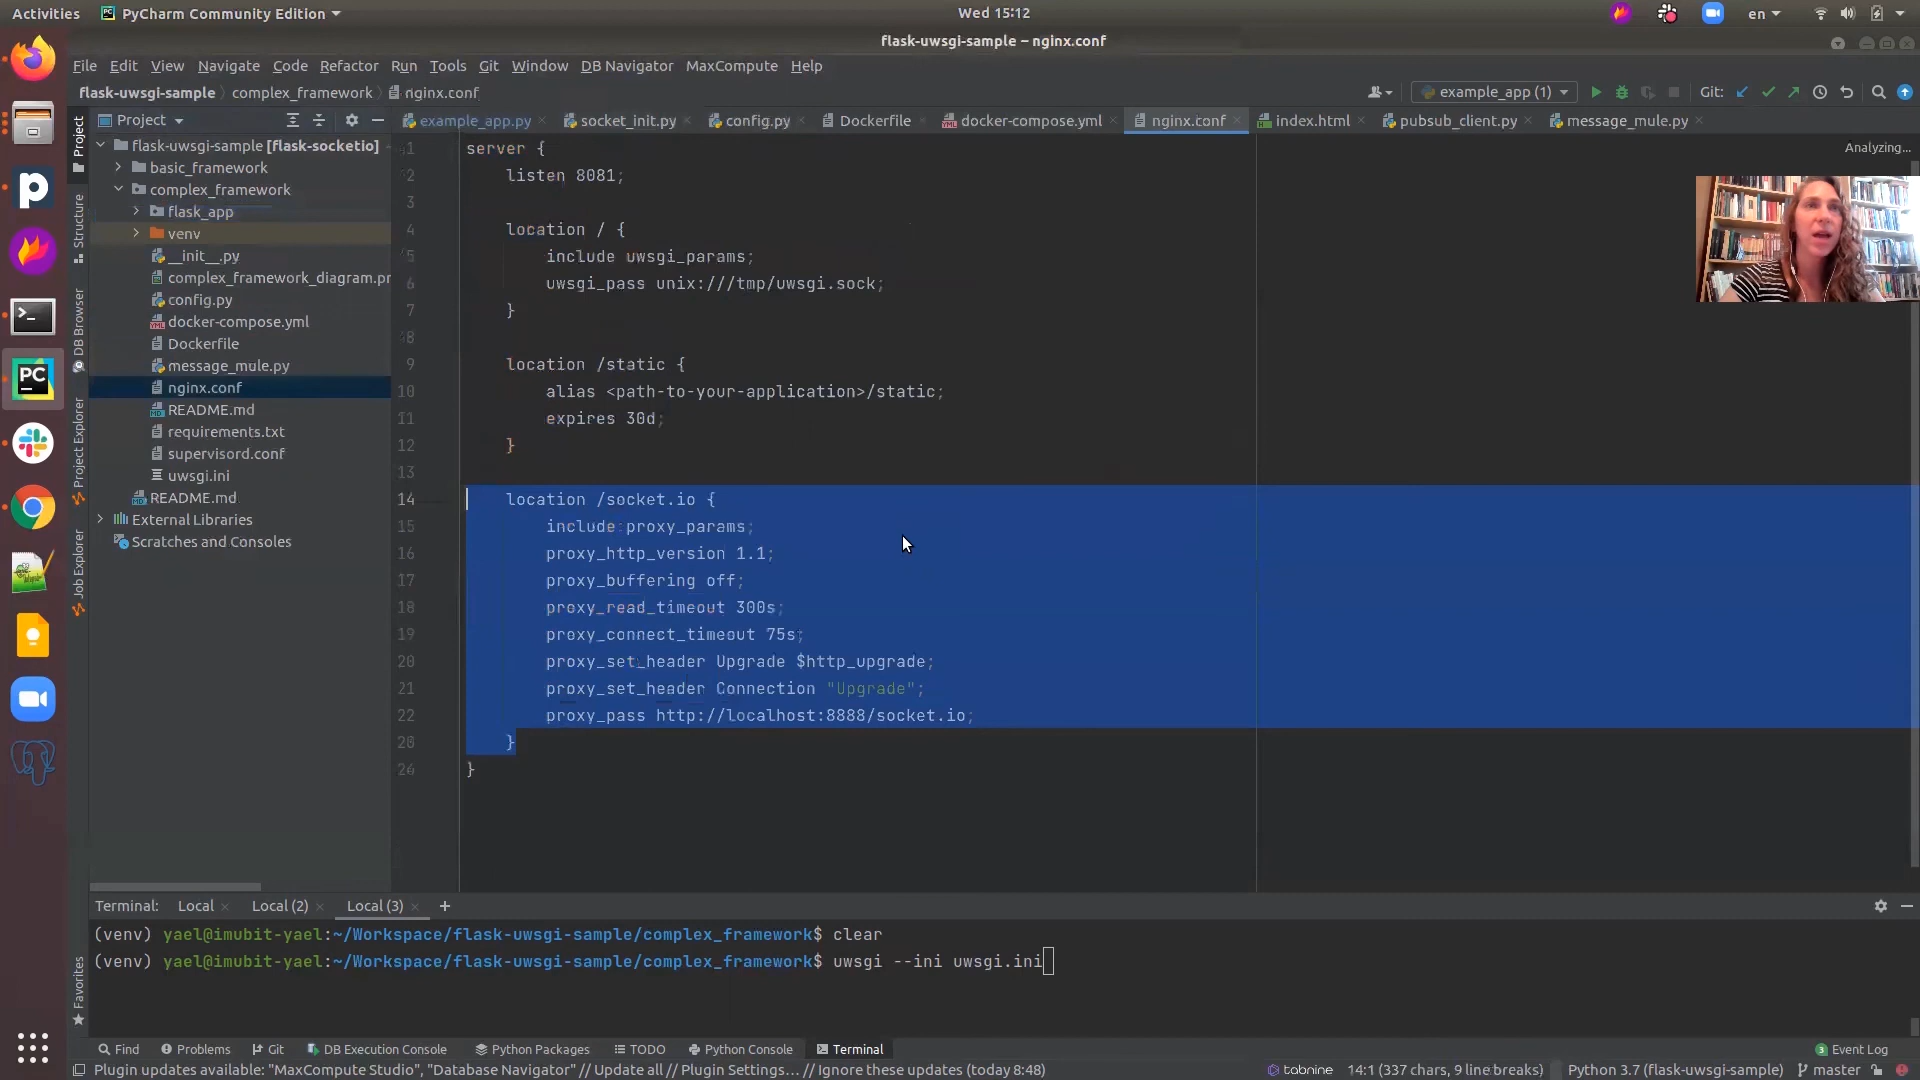 Activities PyCharm Community Edition Wed 15:12 en
flask-uwsgi-sample – nginx.conf
File Edit View Navigate Code Refactor Run Tools Git Window DB Navigator MaxCompute Help
flask-uwsgi-sample complex_framework nginx.conf example_app (1) Git:
Project example_app.py socket_init.py config.py Dockerfile docker-compose.yml nginx.conf index.html pubsub_client.py message_mule.py
Project
Structure
DB Browser
Project Explorer
Job Explorer
Favorites
flask-uwsgi-sample [flask-socketio]
basic_framework
complex_framework
flask_app
venv
__init__.py
complex_framework_diagram.pr
config.py
docker-compose.yml
Dockerfile
message_mule.py
nginx.conf
README.md
requirements.txt
supervisord.conf
uwsgi.ini
README.md
External Libraries
Scratches and Consoles
Analyzing...
1 server {
2 listen 8081;
3
4 location / {
5 include uwsgi_params;
6 uwsgi_pass unix:///tmp/uwsgi.sock;
7 }
8
9 location /static {
10 alias <path-to-your-application>/static;
11 expires 30d;
12 }
13
14 location /socket.io {
15 include proxy_params;
16 proxy_http_version 1.1;
17 proxy_buffering off;
18 proxy_read_timeout 300s;
19 proxy_connect_timeout 75s;
20 proxy_set_header Upgrade $http_upgrade;
21 proxy_set_header Connection "Upgrade";
22 proxy_pass http://localhost:8888/socket.io;
}
}
Terminal: Local Local (2) Local (3) +
(venv) yael@imubit-yael:~/Workspace/flask-uwsgi-sample/complex_framework$ clear
(venv) yael@imubit-yael:~/Workspace/flask-uwsgi-sample/complex_framework$ uwsgi --ini uwsgi.ini
Find Problems Git DB Execution Console Python Packages TODO Python Console Terminal 3 Event Log
Plugin updates available: "MaxCompute Studio", "Database Navigator" // Update all // Plugin Settings... // Ignore these updates (today 8:48) tabnine 14:1 (337 chars, 9 line breaks) Python 3.7 (flask-uwsgi-sample) master